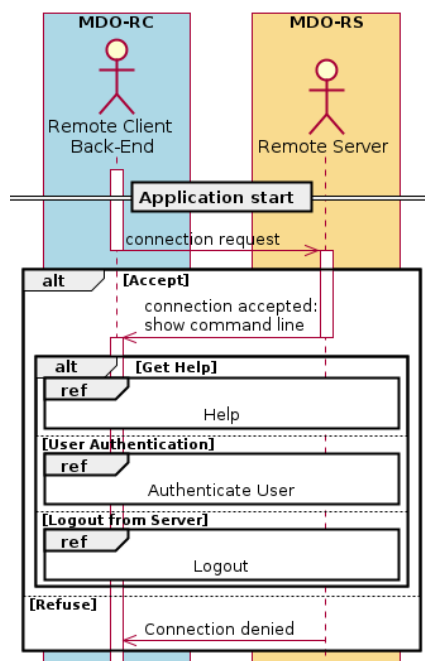 MDO-RC
MDO-RS
Remote Client
Back-End
Remote Server
Application start
connection request
alt
[Accept]
connection accepted:
show command line
alt
[Get Help]
ref
Help
[User Authentication]
ref
Authenticate User
[Logout from Server]
ref
Logout
[Refuse]
Connection denied